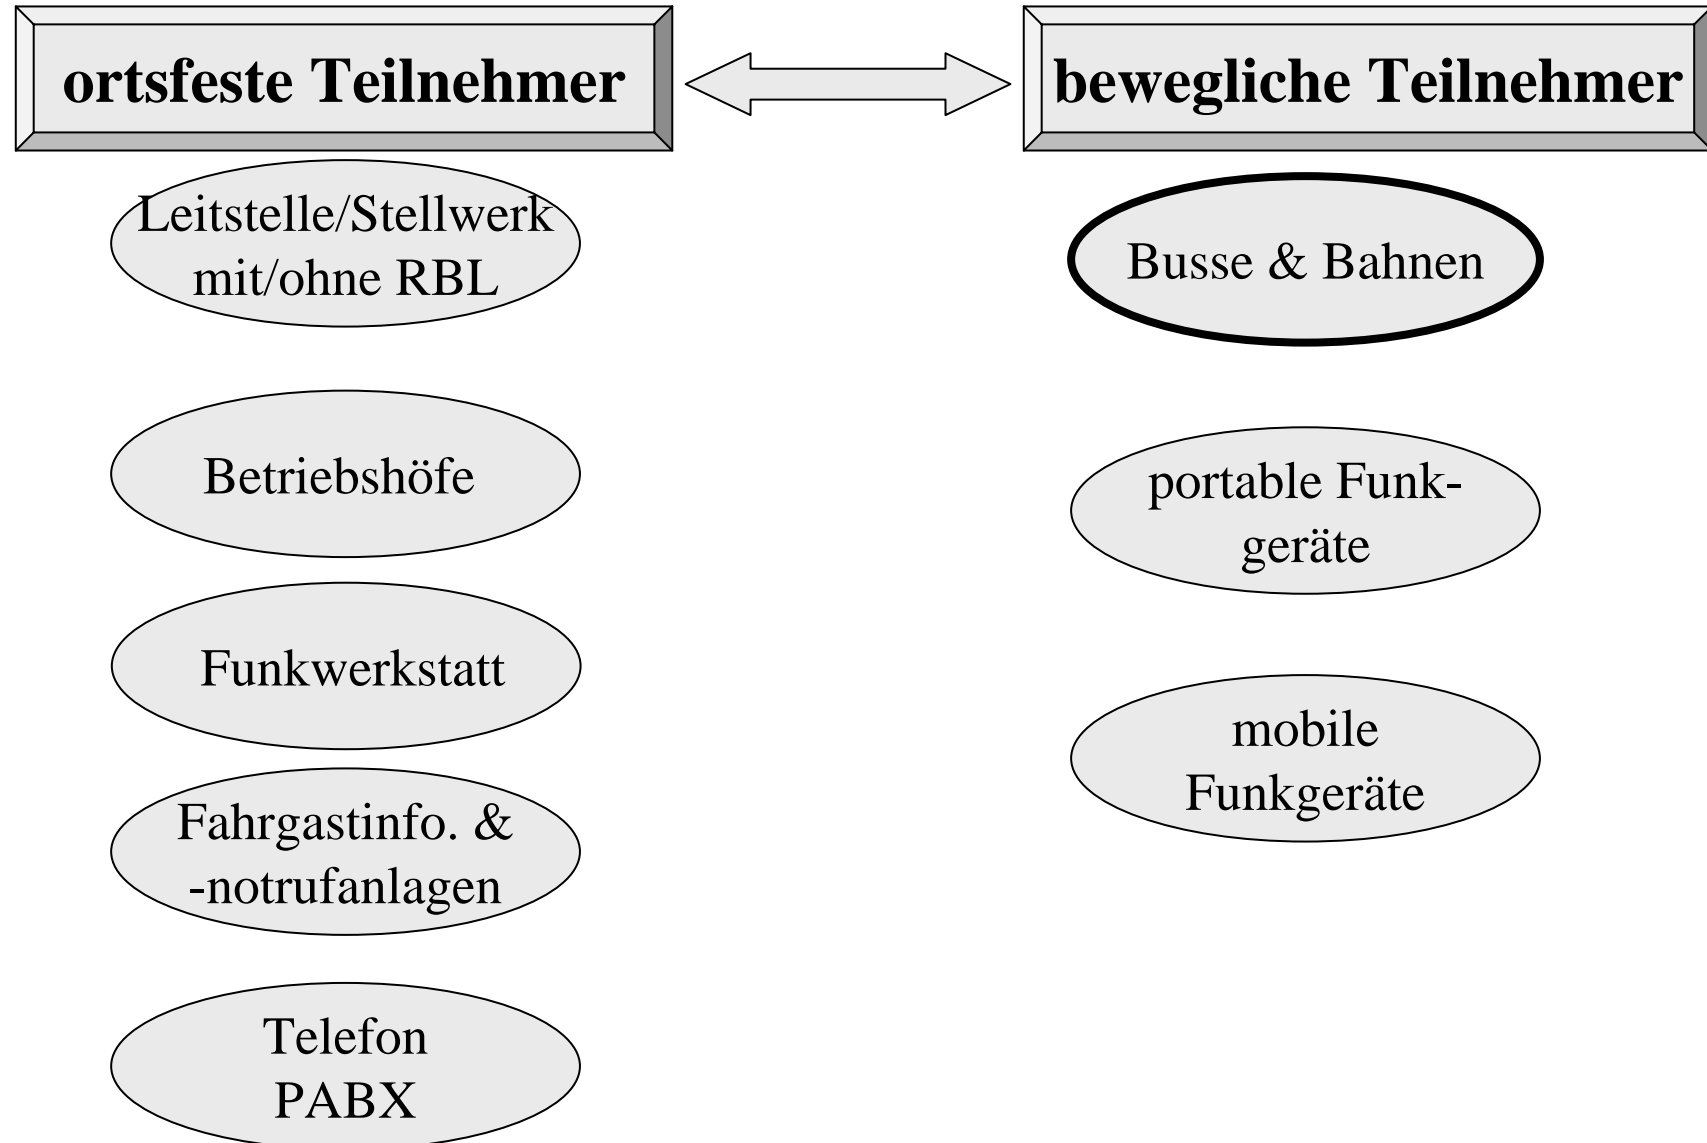 ortsfeste Teilnehmer
bewegliche Teilnehmer
Leitstelle/Stellwerk
mit/ohne RBL
Betriebshöfe
Funkwerkstatt
Fahrgastinfo. &
-notrufanlagen
Telefon
PABX
Busse & Bahnen
portable Funk-
geräte
mobile
Funkgeräte